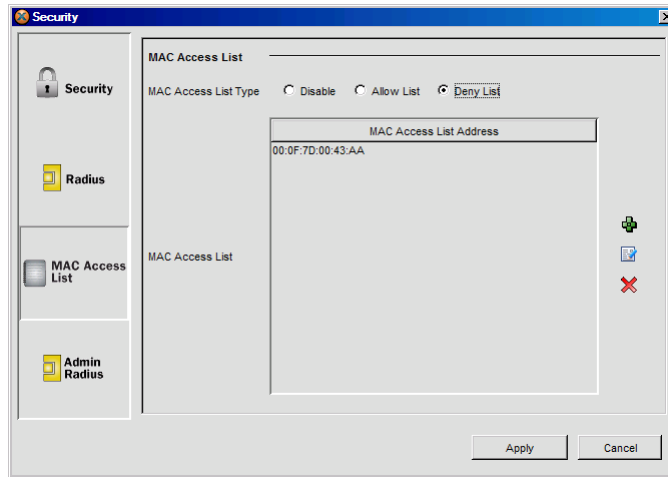 Security
Security
Radius
MAC Access
List
Admin
Radius
MAC Access List
MAC Access List Type
Disable
Allow List
Deny List
MAC Access List Address
00:0F:7D:00:43:AA
MAC Access List
Apply
Cancel